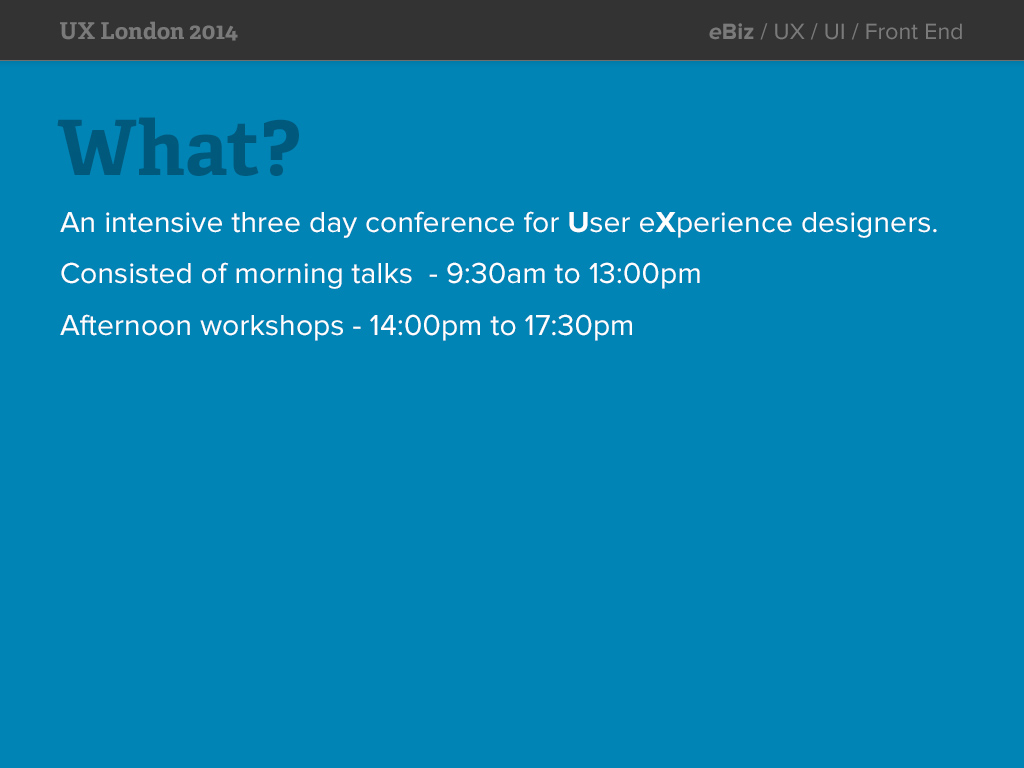 UX London 2014
eBiz / UX / UI / Front End
What?
An intensive three day conference for User eXperience designers.
Consisted of morning talks  - 9:30am to 13:00pm
Afternoon workshops - 14:00pm to 17:30pm